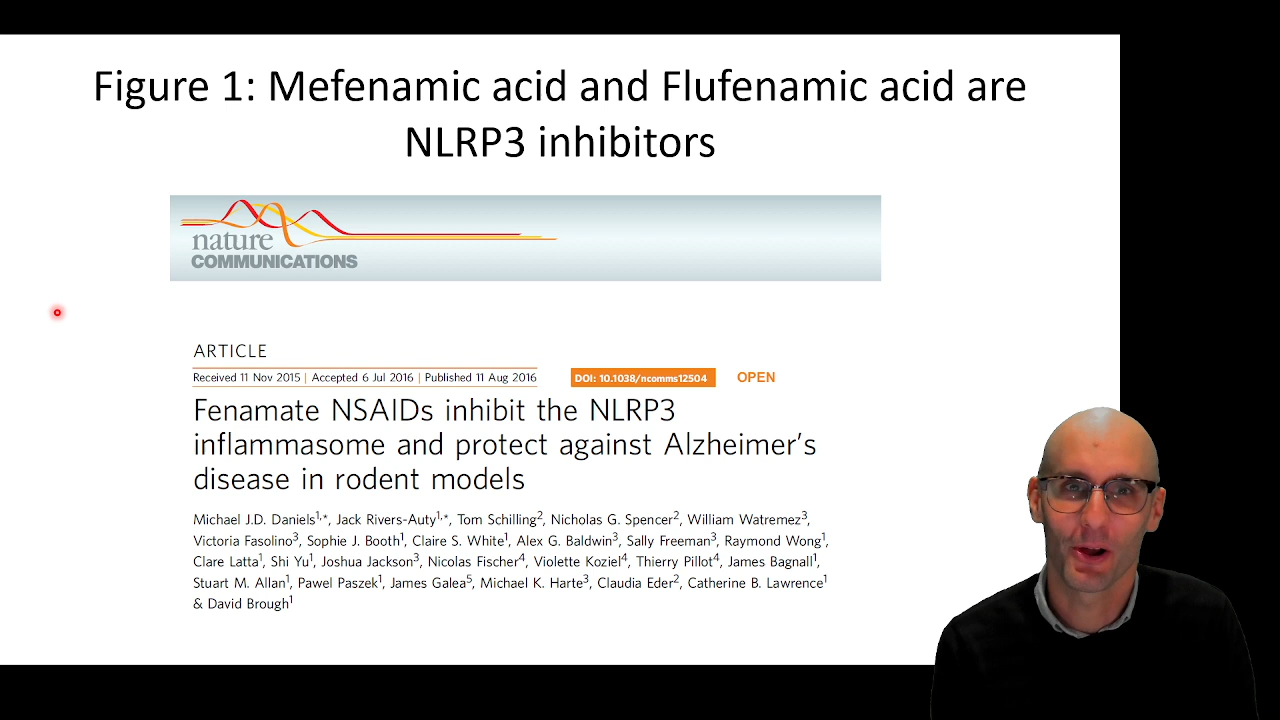 Figure 1: Mefenamic acid and Flufenamic acid are
NLRP3 inhibitors
nature
COMMUNICATIONS
ARTICLE
Received 11 Nov 2015 | Accepted 6 Jul 2016 | Published 11 Aug 2016
DOI: 10.1038/ncomms12504
OPEN
Fenamate NSAIDs inhibit the NLRP3
inflammasome and protect against Alzheimer’s
disease in rodent models
Michael J.D. Daniels1,*, Jack Rivers-Auty1,*, Tom Schilling2, Nicholas G. Spencer2, William Watremez3,
Victoria Fasolino3, Sophie J. Booth1, Claire S. White1, Alex G. Baldwin3, Sally Freeman3, Raymond Wong1,
Clare Latta1, Shi Yu1, Joshua Jackson3, Nicolas Fischer4, Violette Koziel4, Thierry Pillot4, James Bagnall1,
Stuart M. Allan1, Pawel Paszek1, James Galea5, Michael K. Harte3, Claudia Eder2, Catherine B. Lawrence1
& David Brough1